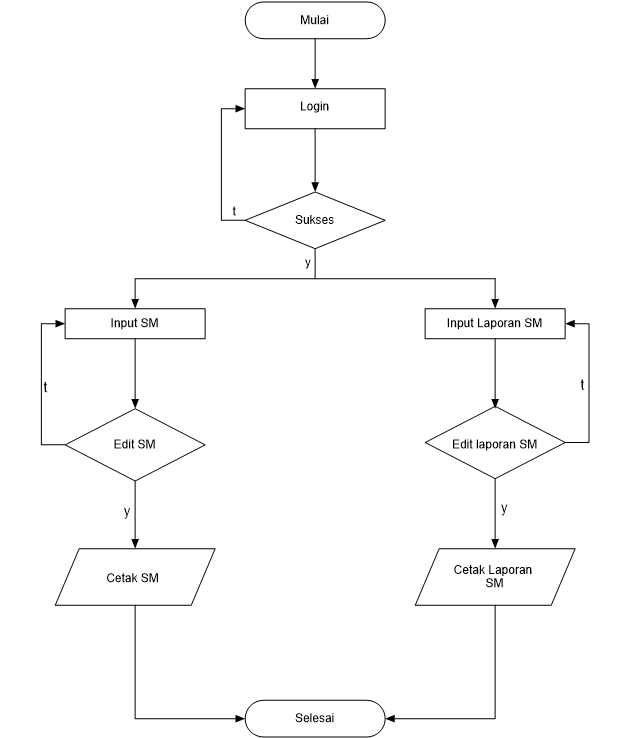 Mulai
Login
t
Sukses
y
Input SM
Input Laporan SM
t
t
Edit SM
Edit laporan SM
y
y
Cetak SM
Cetak Laporan
SM
Selesai